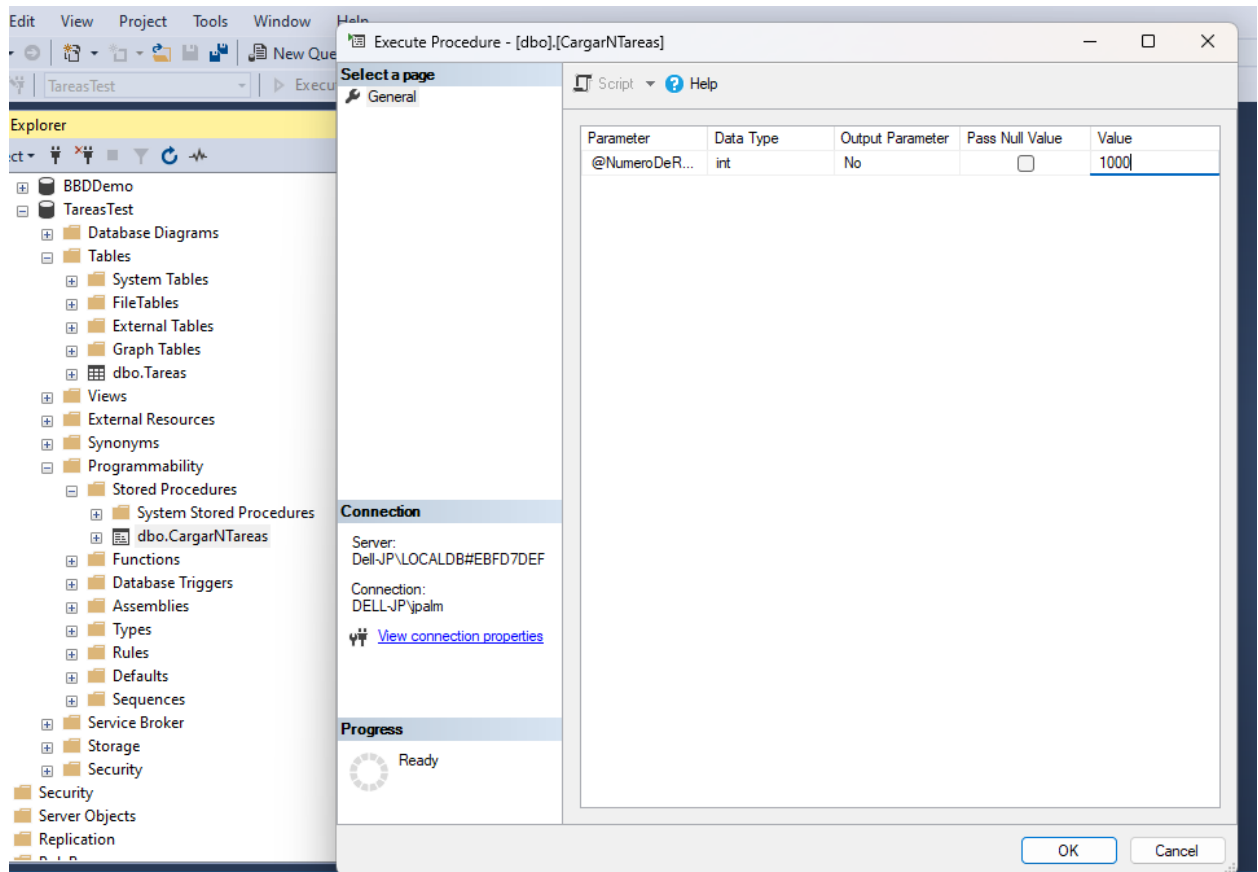 Edit View Project Tools Window Help
New Que
TareasTest Execu
Explorer
ect
BBDDemo
TareasTest
Database Diagrams
Tables
System Tables
FileTables
External Tables
Graph Tables
dbo.Tareas
Views
External Resources
Synonyms
Programmability
Stored Procedures
System Stored Procedures
dbo.CargarNTareas
Functions
Database Triggers
Assemblies
Types
Rules
Defaults
Sequences
Service Broker
Storage
Security
Security
Server Objects
Replication
Execute Procedure - [dbo].[CargarNTareas]
Select a page
General
Script Help
Parameter Data Type Output Parameter Pass Null Value Value
@NumeroDeR... int No 1000
Connection
Server:
Dell-JP\LOCALDB#EBFD7DEF
Connection:
DELL-JP\jpalm
View connection properties
Progress
Ready
OK Cancel